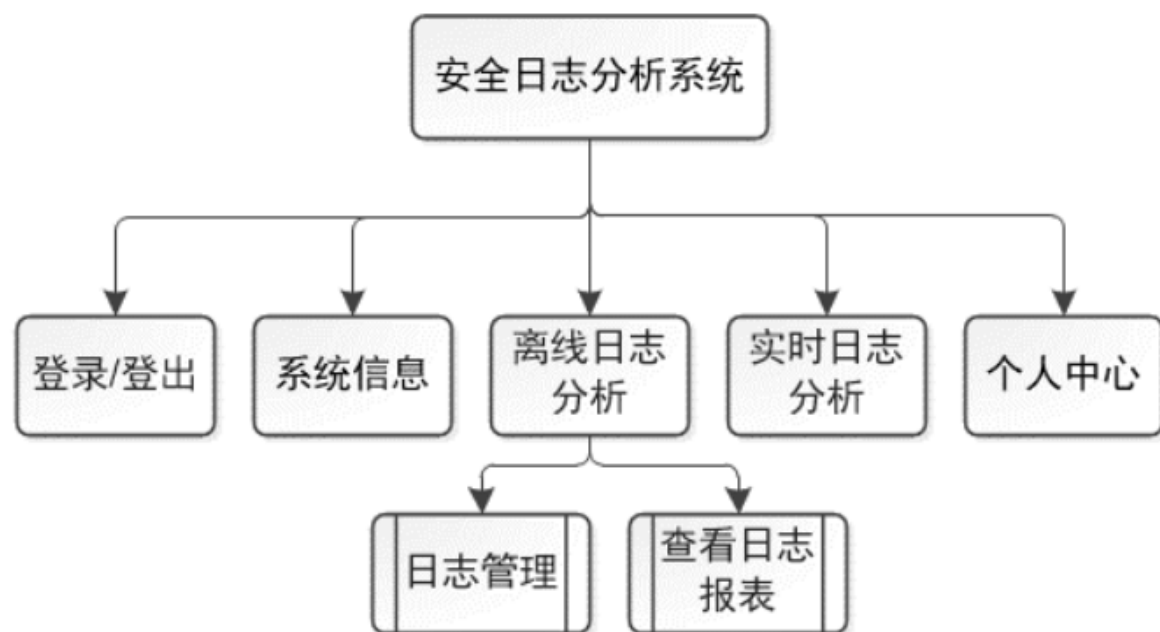 安全日志分析系统
登录/登出
系统信息
离线日志
分析
实时日志
分析
个人中心
日志管理
查看日志
报表